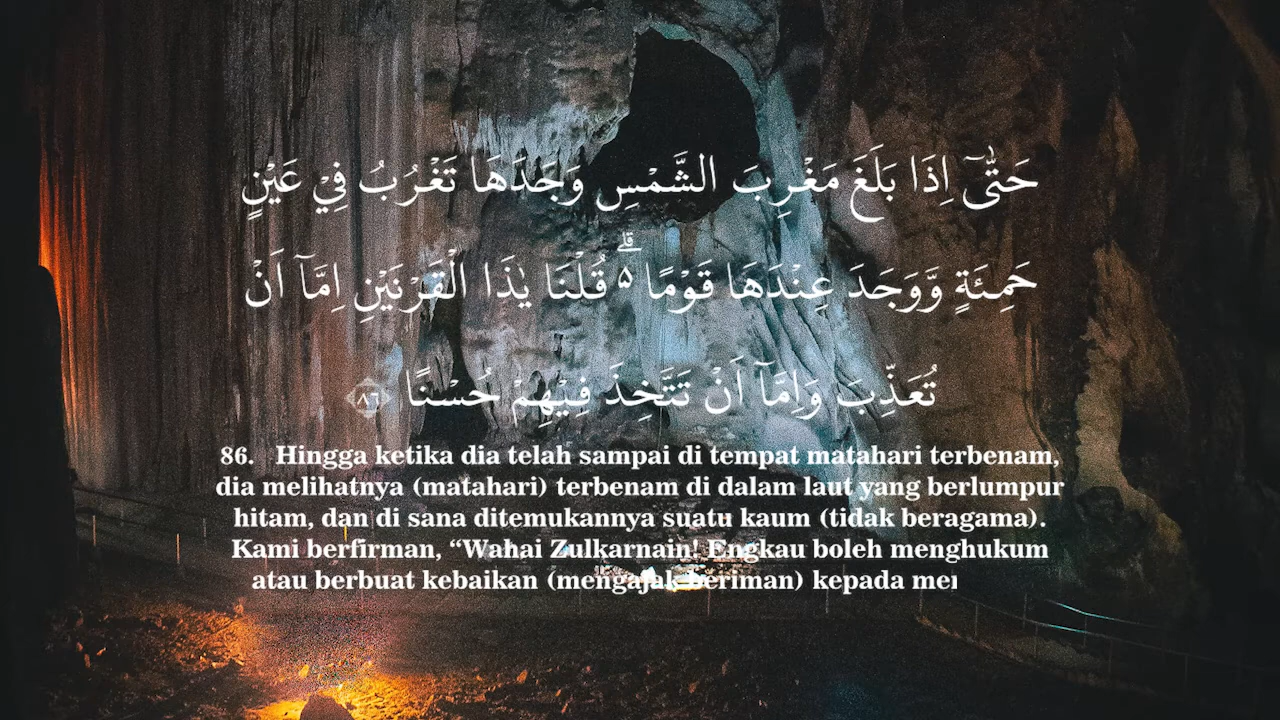 حَتّٰىٓ اِذَا بَلَغَ مَغْرِبَ الشَّمْسِ وَجَدَهَا تَغْرُبُ فِيْ عَيْنٍ
حَمِئَةٍ وَّوَجَدَ عِنْدَهَا قَوْمًا ۗ۵ قُلْنَا يٰذَا الْقَرْنَيْنِ اِمَّآ اَنْ
تُعَذِّبَ وَاِمَّآ اَنْ تَتَّخِذَ فِيْهِمْ حُسْنًا ﴿٨٦﴾
86. Hingga ketika dia telah sampai di tempat matahari terbenam,
dia melihatnya (matahari) terbenam di dalam laut yang berlumpur
hitam, dan di sana ditemukannya suatu kaum (tidak beragama).
Kami berfirman, “Wahai Zulkarnain! Engkau boleh menghukum
atau berbuat kebaikan (mengajak beriman) kepada